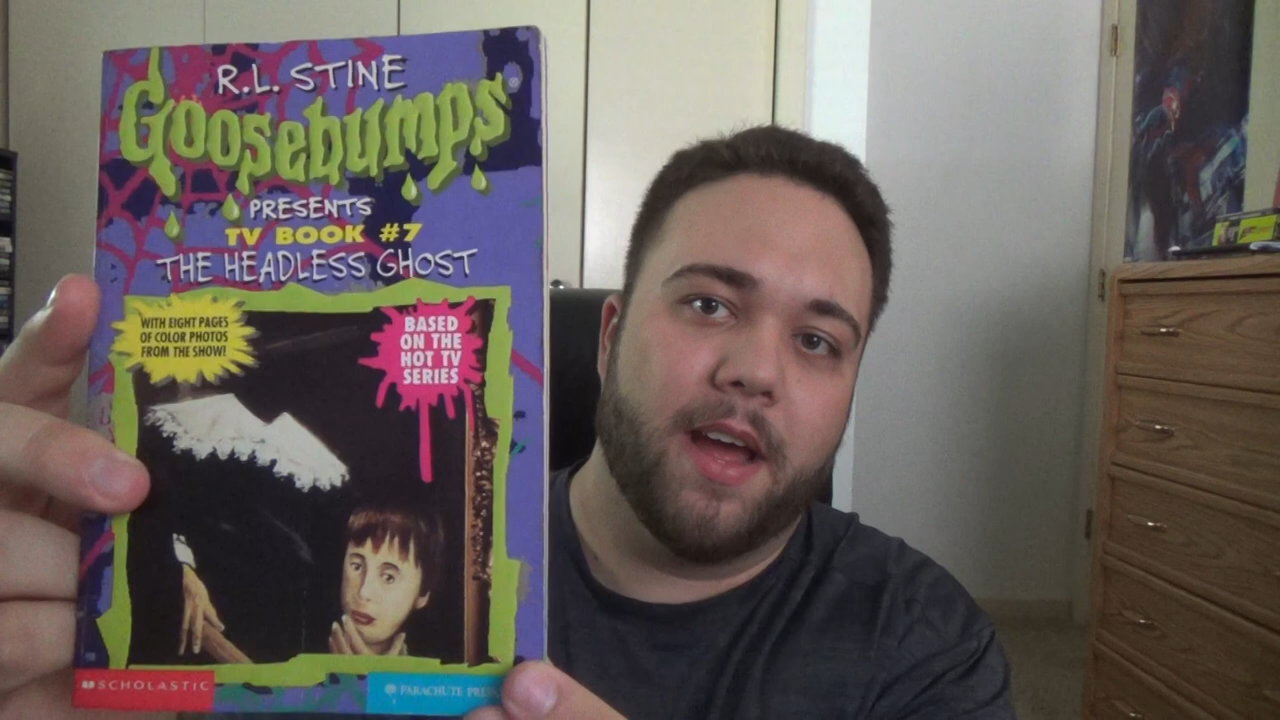 R.L. STINE
Goosebumps®
PRESENTS
TV BOOK #7
THE HEADLESS GHOST
WITH EIGHT PAGES
OF COLOR PHOTOS
FROM THE SHOW!
BASED
ON THE
HOT TV
SERIES
SCHOLASTIC
PARACHUTE